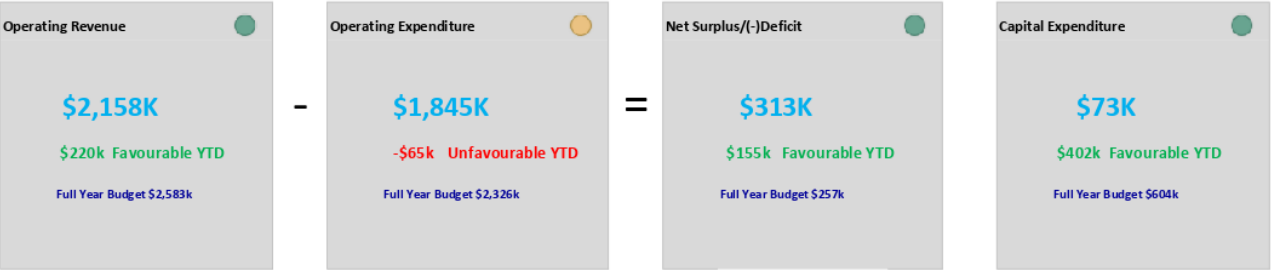 Operating Revenue
$2,158K
$220k Favourable YTD
Full Year Budget $2,583k
-
Operating Expenditure
$1,845K
-$65k Unfavourable YTD
Full Year Budget $2,326k
=
Net Surplus/(-)Deficit
$313K
$155k Favourable YTD
Full Year Budget $257k
Capital Expenditure
$73K
$402k Favourable YTD
Full Year Budget $604k